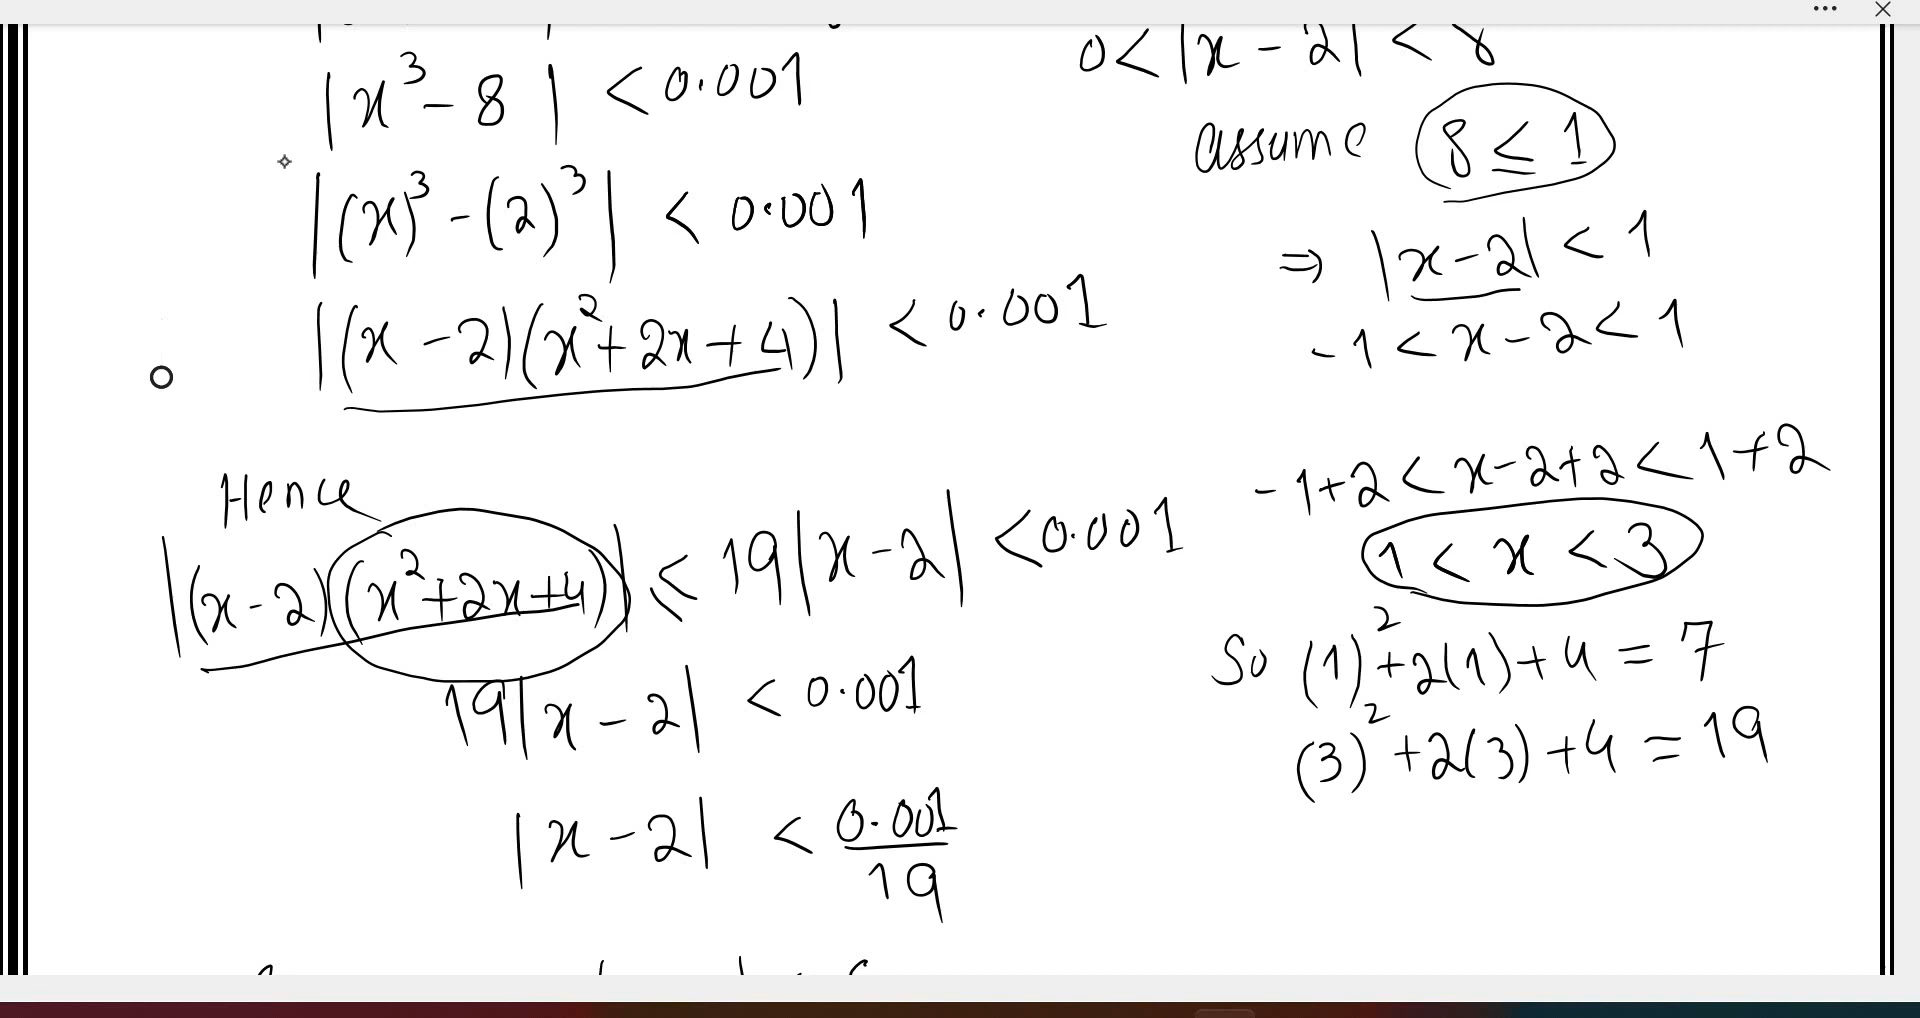 |x³ - 8| < 0.001
|(x)³ - (2)³| < 0.001
|(x - 2)(x² + 2x + 4)| < 0.001
Hence
|(x - 2)(x² + 2x + 4)| < 19|x - 2| < 0.001
19|x - 2| < 0.001
|x - 2| < 0.001/19
0 < |x - 2| < δ
assume δ ≤ 1
⇒ |x - 2| < 1
-1 < x - 2 < 1
-1+2 < x-2+2 < 1+2
1 < x < 3
So (1)² + 2(1) + 4 = 7
(3)² + 2(3) + 4 = 19